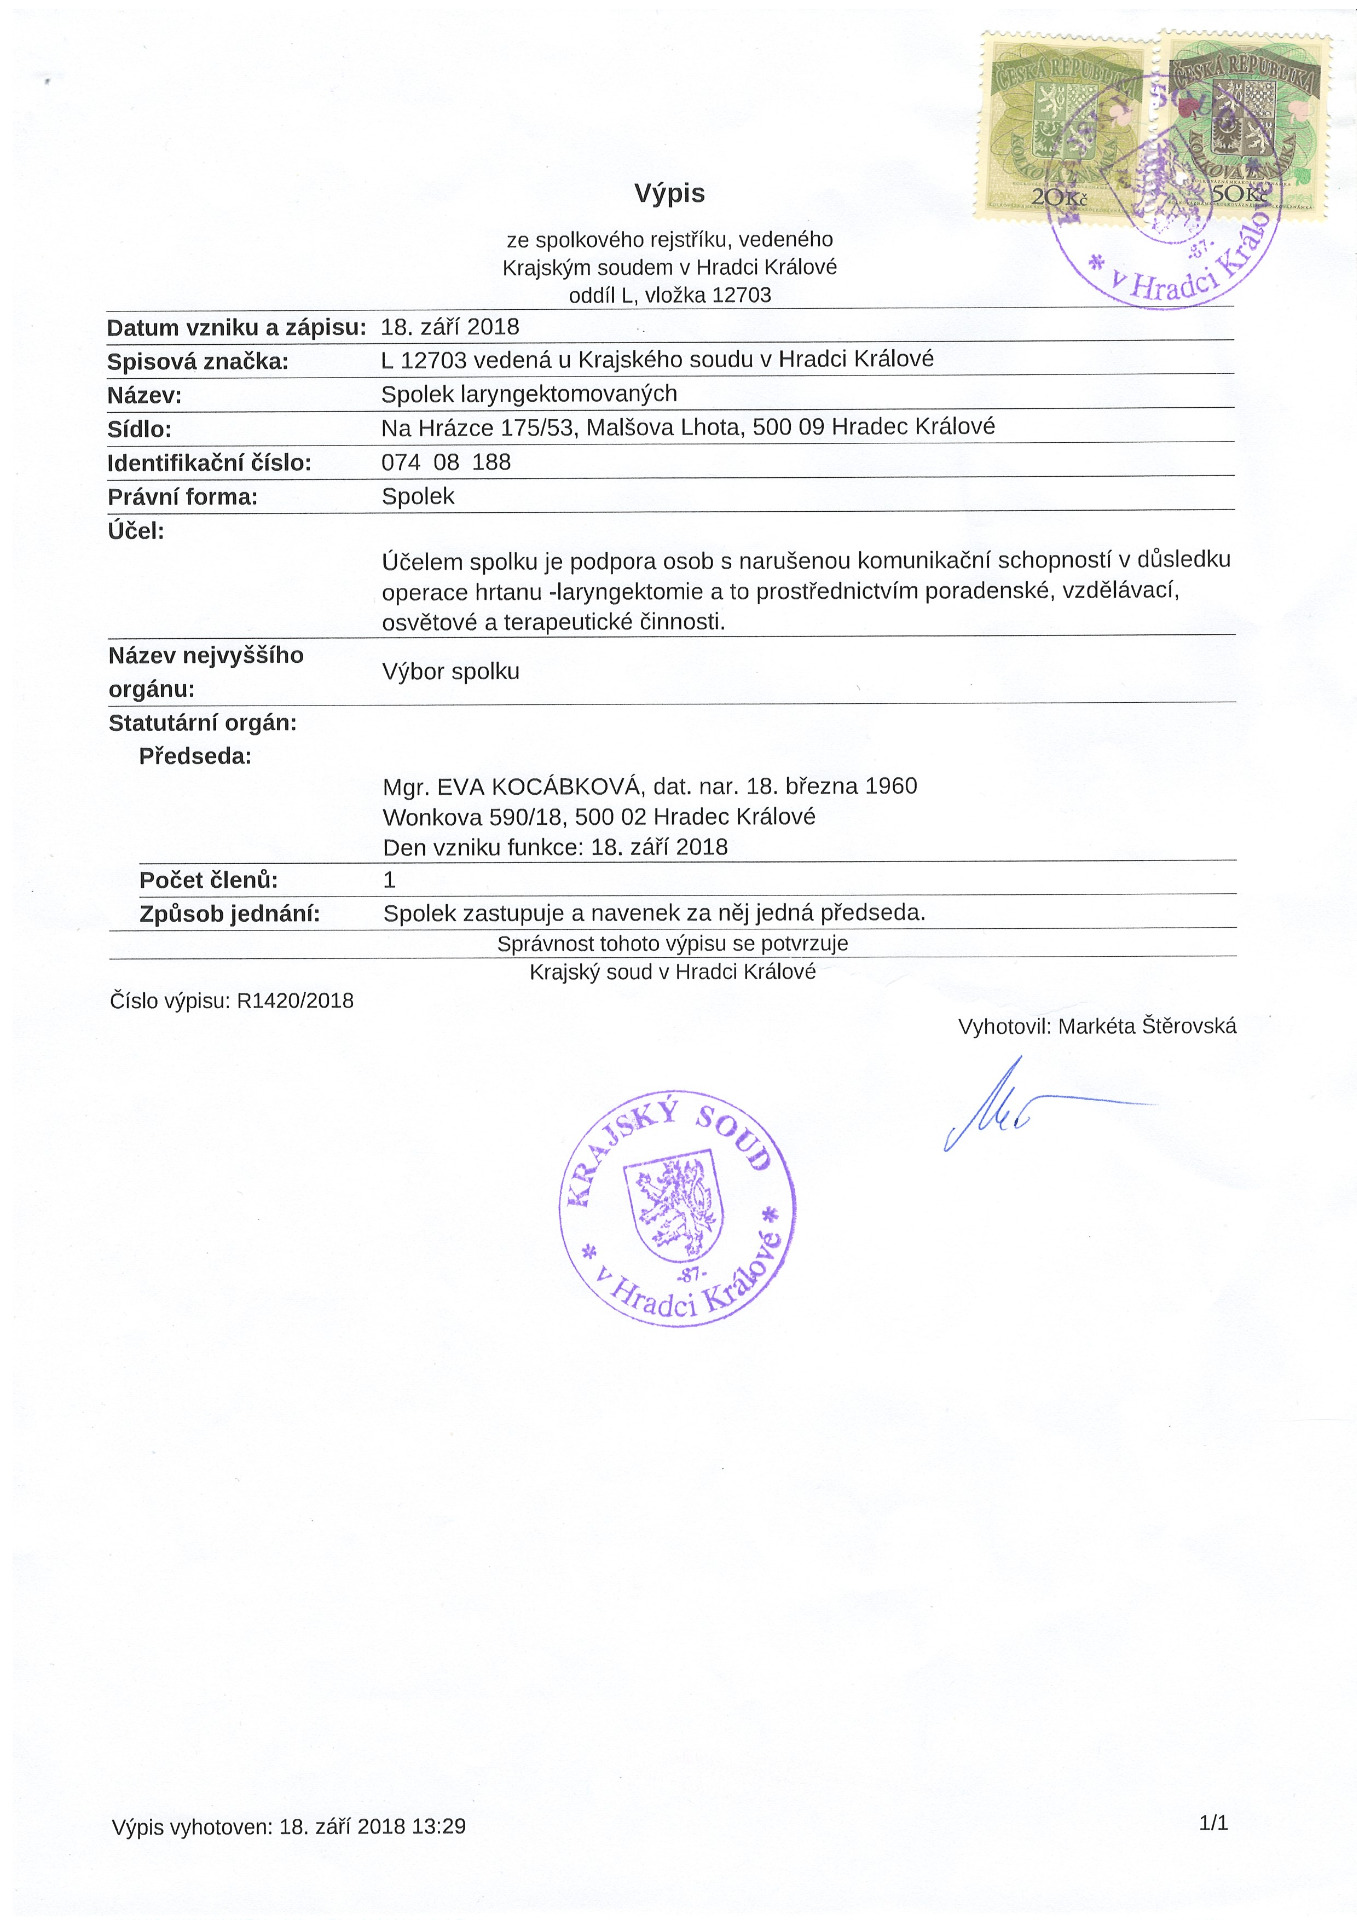 ČESKÁ REPUBLIKA
KOLKOVÁ ZNÁMKA
20Kč
ČESKÁ REPUBLIKA
KOLKOVÁ ZNÁMKA
50Kč
* v Hradci Králové *
-87-
Výpis
ze spolkového rejstříku, vedeného
Krajským soudem v Hradci Králové
oddíl L, vložka 12703
Datum vzniku a zápisu: 18. září 2018
Spisová značka: L 12703 vedená u Krajského soudu v Hradci Králové
Název: Spolek laryngektomovaných
Sídlo: Na Hrázce 175/53, Malšova Lhota, 500 09 Hradec Králové
Identifikační číslo: 074 08 188
Právní forma: Spolek
Účel:
Účelem spolku je podpora osob s narušenou komunikační schopností v důsledku
operace hrtanu -laryngektomie a to prostřednictvím poradenské, vzdělávací,
osvětové a terapeutické činnosti.
Název nejvyššího
orgánu:
Výbor spolku
Statutární orgán:
Předseda:
Mgr. EVA KOCÁBKOVÁ, dat. nar. 18. března 1960
Wonkova 590/18, 500 02 Hradec Králové
Den vzniku funkce: 18. září 2018
Počet členů: 1
Způsob jednání: Spolek zastupuje a navenek za něj jedná předseda.
Správnost tohoto výpisu se potvrzuje
Krajský soud v Hradci Králové
Číslo výpisu: R1420/2018
Vyhotovil: Markéta Štěrovská
KRAJSKÝ SOUD
-87-
* v Hradci Králové *
Výpis vyhotoven: 18. září 2018 13:29
1/1